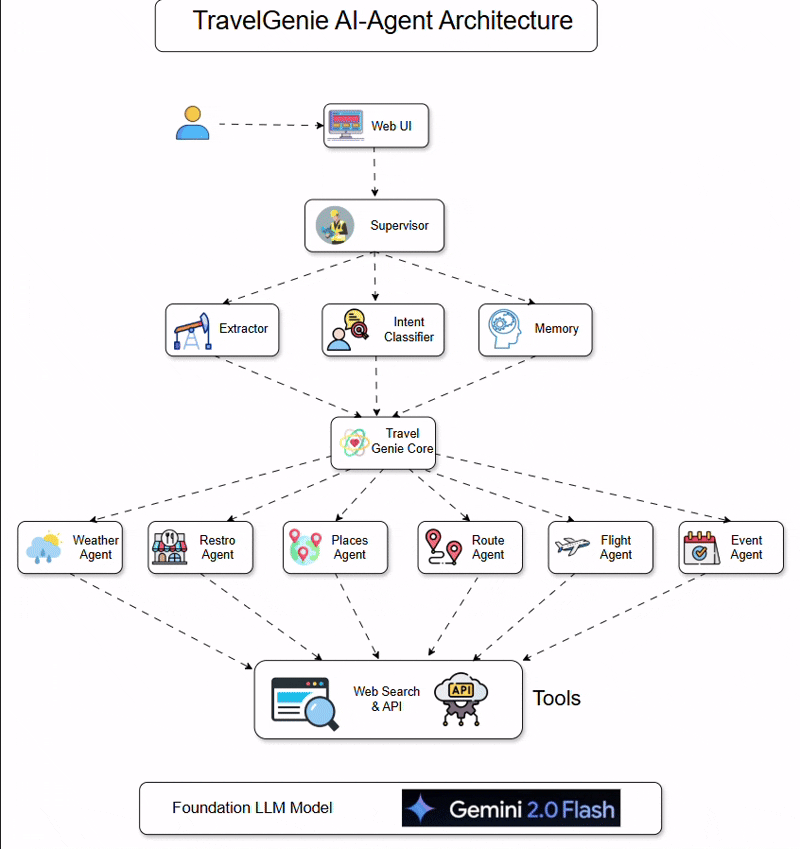 TravelGenie AI-Agent Architecture
Web UI
Supervisor
Extractor
Intent
Classifier
Memory
Travel
Genie Core
Weather
Agent
Restro
Agent
Places
Agent
Route
Agent
Flight
Agent
Event
Agent
Web Search
& API
API
Tools
Foundation LLM Model
Gemini 2.0 Flash